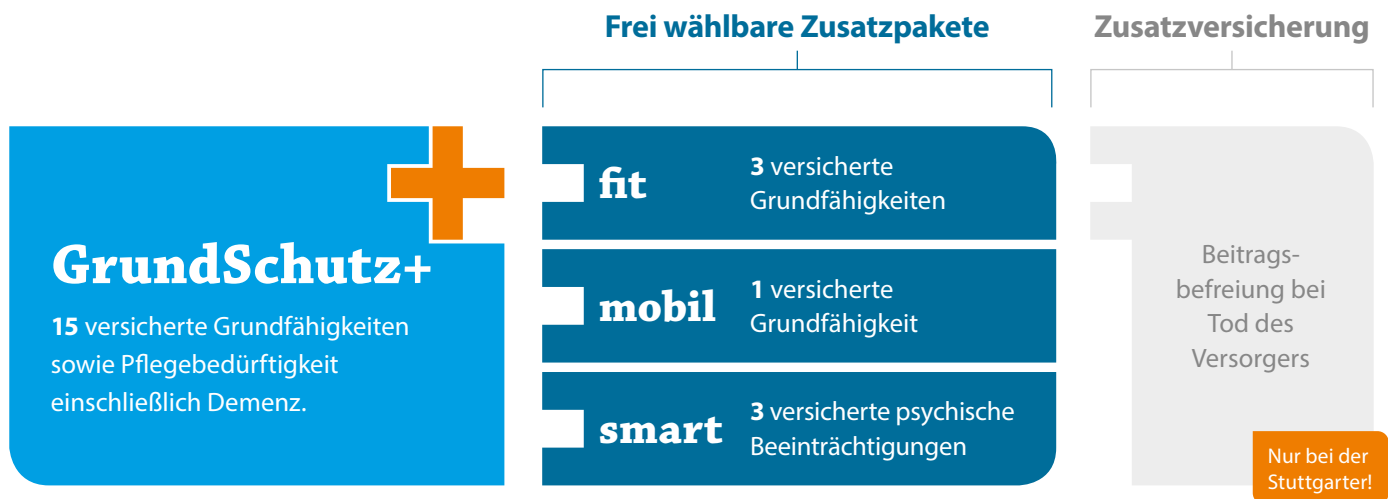 Frei wählbare Zusatzpakete
Zusatzversicherung
GrundSchutz+
15 versicherte Grundfähigkeiten
sowie Pflegebedürftigkeit
einschließlich Demenz.
fit
3 versicherte
Grundfähigkeiten
mobil
1 versicherte
Grundfähigkeit
smart
3 versicherte psychische
Beeinträchtigungen
Beitrags-
befreiung bei
Tod des
Versorgers
Nur bei der
Stuttgarter!